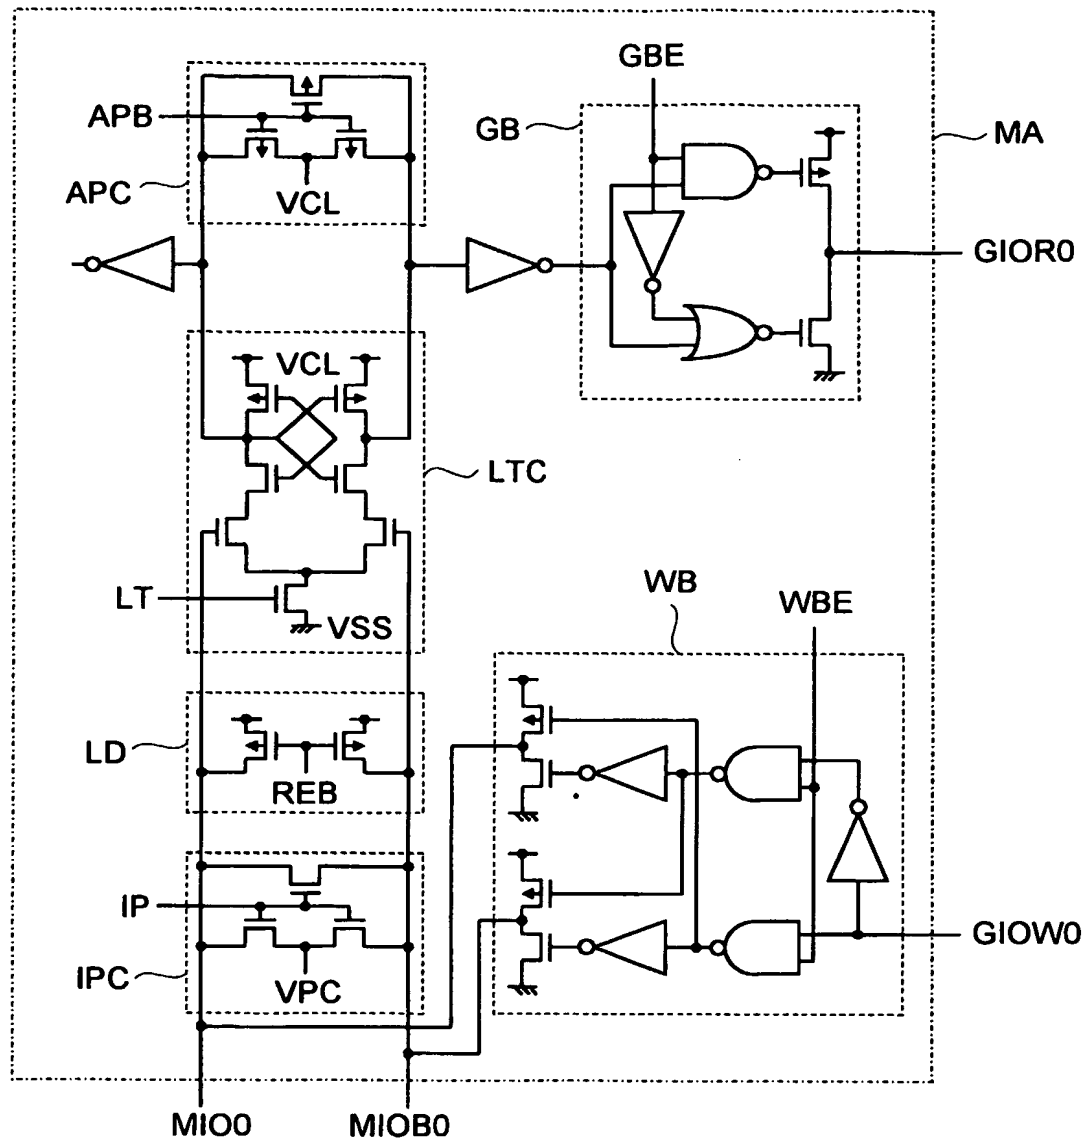 GBE
APB
GB
MA
APC
VCL
GIOR0
VCL
LTC
LT
VSS
WB
WBE
LD
REB
IP
GIOW0
IPC
VPC
MIO0
MIOB0